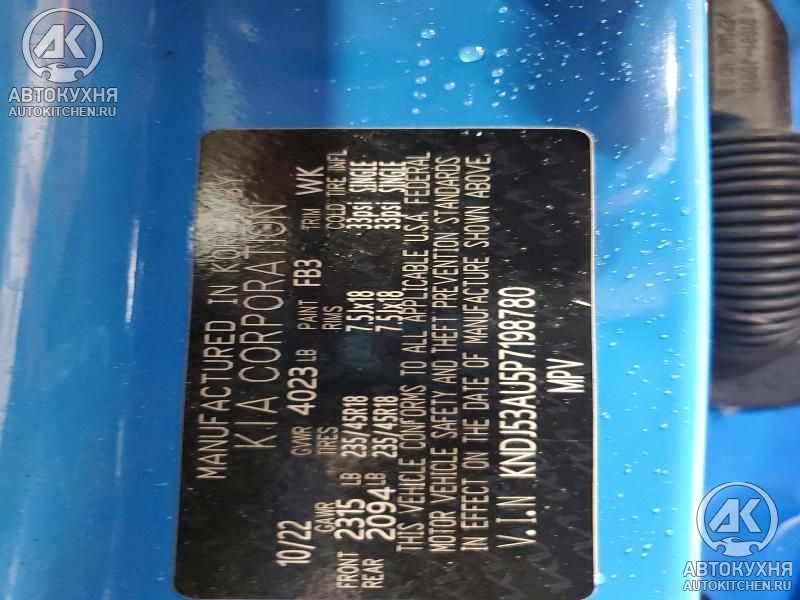 MANUFACTURED IN KOREA BY
KIA CORPORATION
10/22 GVWR 4023 LB PAINT FB3 TRIM WK
GAWR TIRES RIMS COLD TIRE INFL
FRONT 2315 LB 235/45R18 7.5JX18 33psi SINGLE
REAR 2094 LB 235/45R18 7.5JX18 33psi SINGLE
THIS VEHICLE CONFORMS TO ALL APPLICABLE U.S.A. FEDERAL
MOTOR VEHICLE SAFETY AND THEFT PREVENTION STANDARDS
IN EFFECT ON THE DATE OF MANUFACTURE SHOWN ABOVE.
V.I.N KNDJ53AU5P7198780
MPV
AK
АВТОКУХНЯ
AUTOKITCHEN.RU
AK
АВТОКУХНЯ
AUTOKITCHEN.RU